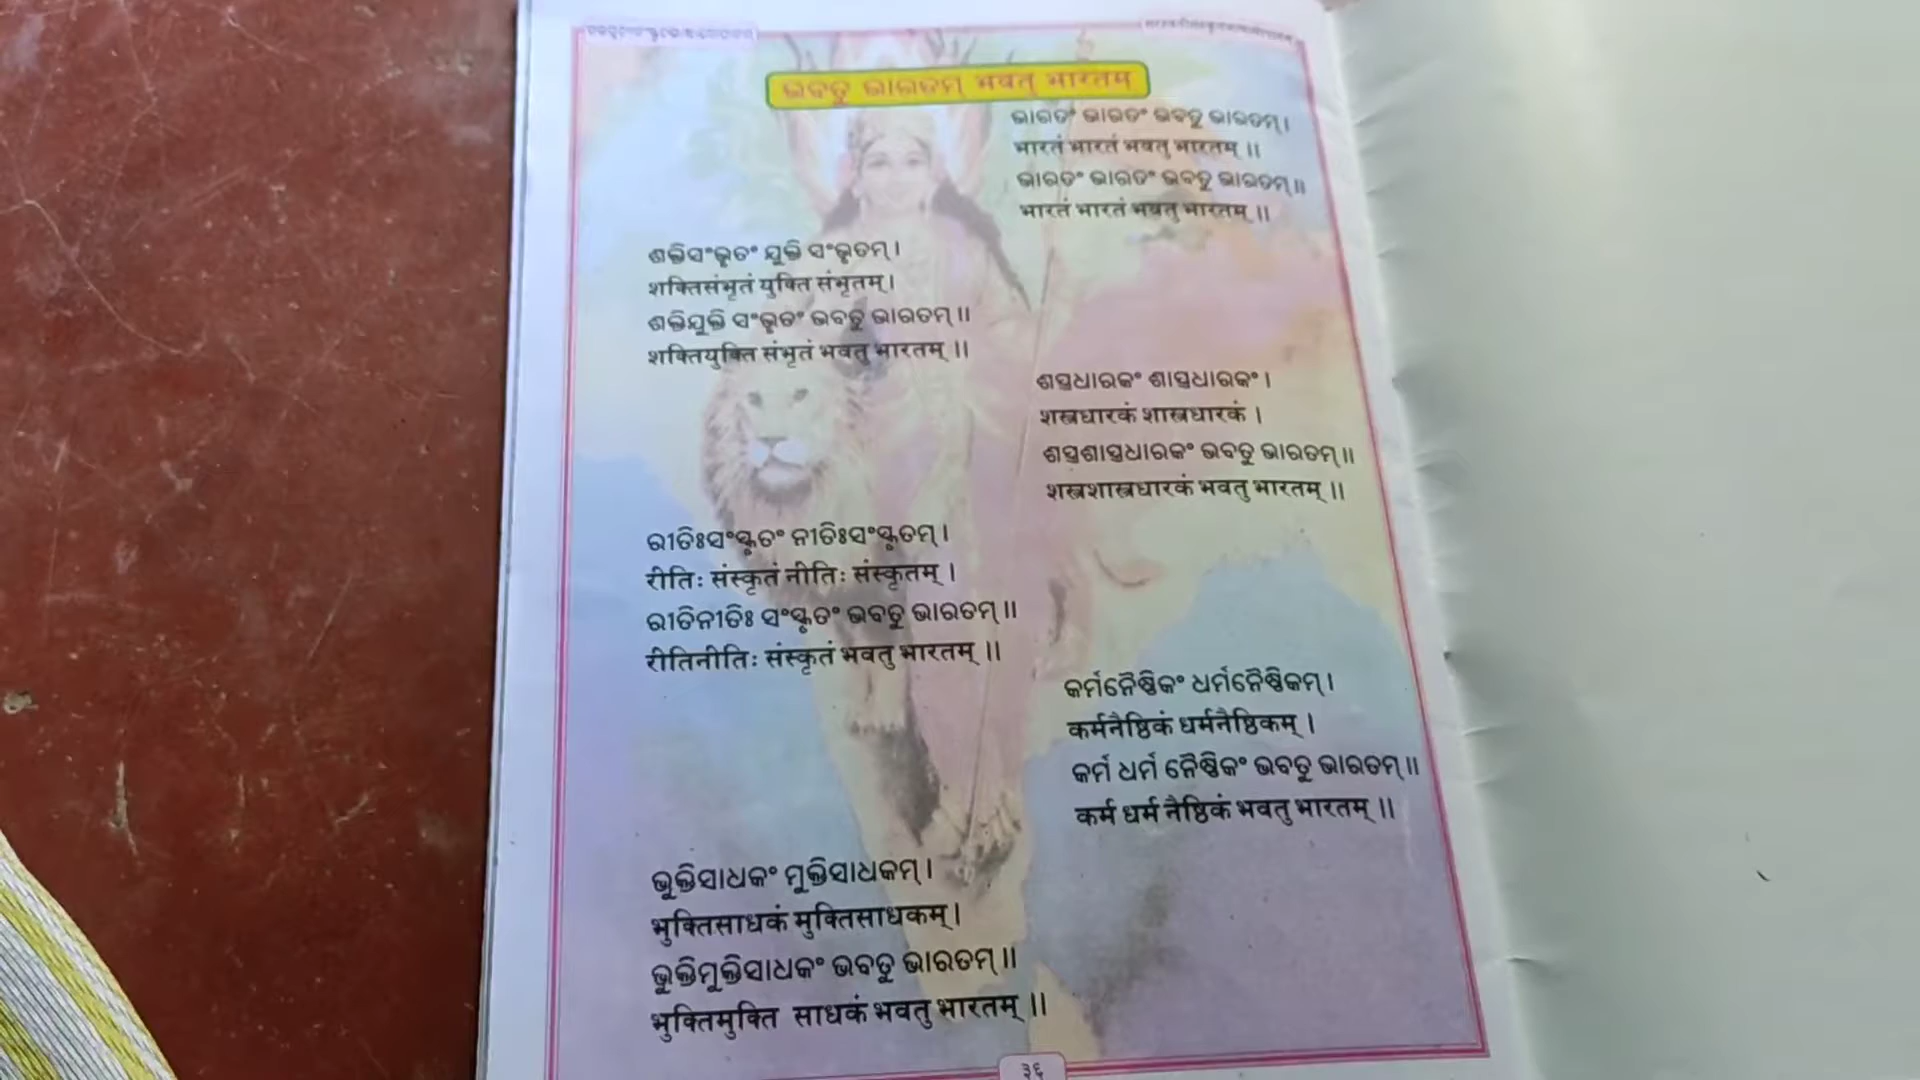 ଭବତୁ ଭାରତମ୍ भवतु भारतम्
ଭାରତଂ ଭାରତଂ ଭବତୁ ଭାରତମ୍।
भारतं भारतं भवतु भारतम् ॥
ଭାରତଂ ଭାରତଂ ଭବତୁ ଭାରତମ୍॥
भारतं भारतं भवतु भारतम् ॥
ଶକ୍ତିସଂଭୃତଂ ଯୁକ୍ତି ସଂଭୃତମ୍।
शक्तिसंभृतं युक्ति संभृतम्।
ଶକ୍ତିଯୁକ୍ତି ସଂଭୃତଂ ଭବତୁ ଭାରତମ୍॥
शक्तियुक्ति संभृतं भवतु भारतम् ॥
ଶସ୍ତ୍ରଧାରକଂ ଶାସ୍ତ୍ରଧାରକଂ।
शस्त्रधारकं शास्त्रधारकं ।
ଶସ୍ତ୍ରଶାସ୍ତ୍ରଧାରକଂ ଭବତୁ ଭାରତମ୍॥
शस्त्रशास्त्रधारकं भवतु भारतम् ॥
ରୀତିଃସଂସ୍କୃତଂ ନୀତିଃସଂସ୍କୃତମ୍।
रीतिः संस्कृतं नीतिः संस्कृतम् ।
ରୀତିନୀତିଃ ସଂସ୍କୃତଂ ଭବତୁ ଭାରତମ୍॥
रीतिनीतिः संस्कृतं भवतु भारतम् ॥
କର୍ମନୈଷ୍ଠିକଂ ଧର୍ମନୈଷ୍ଠିକମ୍।
कर्मनैष्ठिकं धर्मनैष्ठिकम् ।
କର୍ମ ଧର୍ମ ନୈଷ୍ଠିକଂ ଭବତୁ ଭାରତମ୍॥
कर्म धर्म नैष्ठिकं भवतु भारतम् ॥
ଭୁକ୍ତିସାଧକଂ ମୁକ୍ତିସାଧକମ୍।
भुक्तिसाधकं मुक्तिसाधकम्।
ଭୁକ୍ତିମୁକ୍ତିସାଧକଂ ଭବତୁ ଭାରତମ୍॥
भुक्तिमुक्ति साधकं भवतु भारतम् ॥
३६